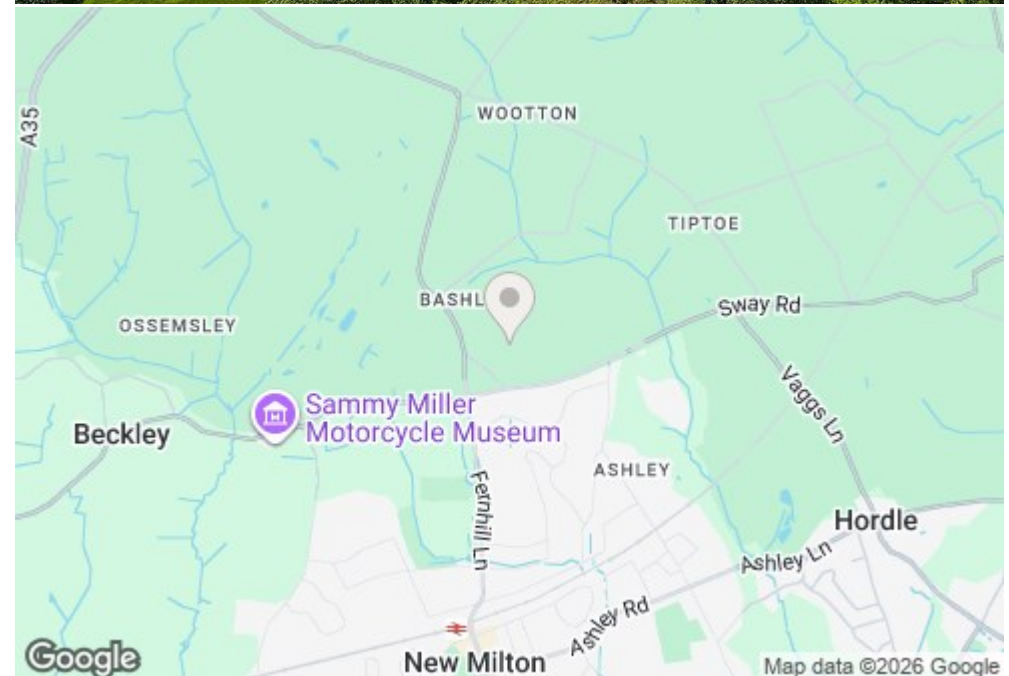 WOOTTON
A35
TIPTOE
BASHL
Sway Rd
OSSEMSLEY
Vaggs Ln
Sammy Miller
Motorcycle Museum
Beckley
ASHLEY
Fernhill Ln
Hordle
Ashley Ln
Ashley Rd
New Milton
Google
Map data ©2026 Google